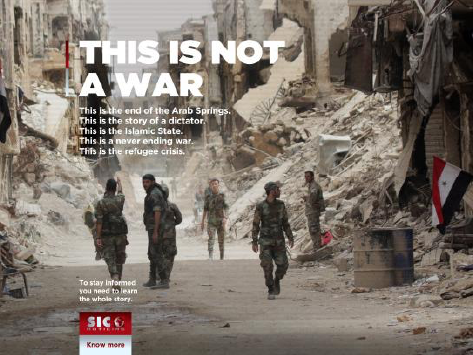 THIS IS NOT
A WAR
This is the end of the Arab Springs.
This is the story of a dictator.
This is the Islamic State.
This is a never ending war.
This is the refugee crisis.
To stay informed
you need to learn
the whole story.
SIC
NOTÍCIAS
Know more